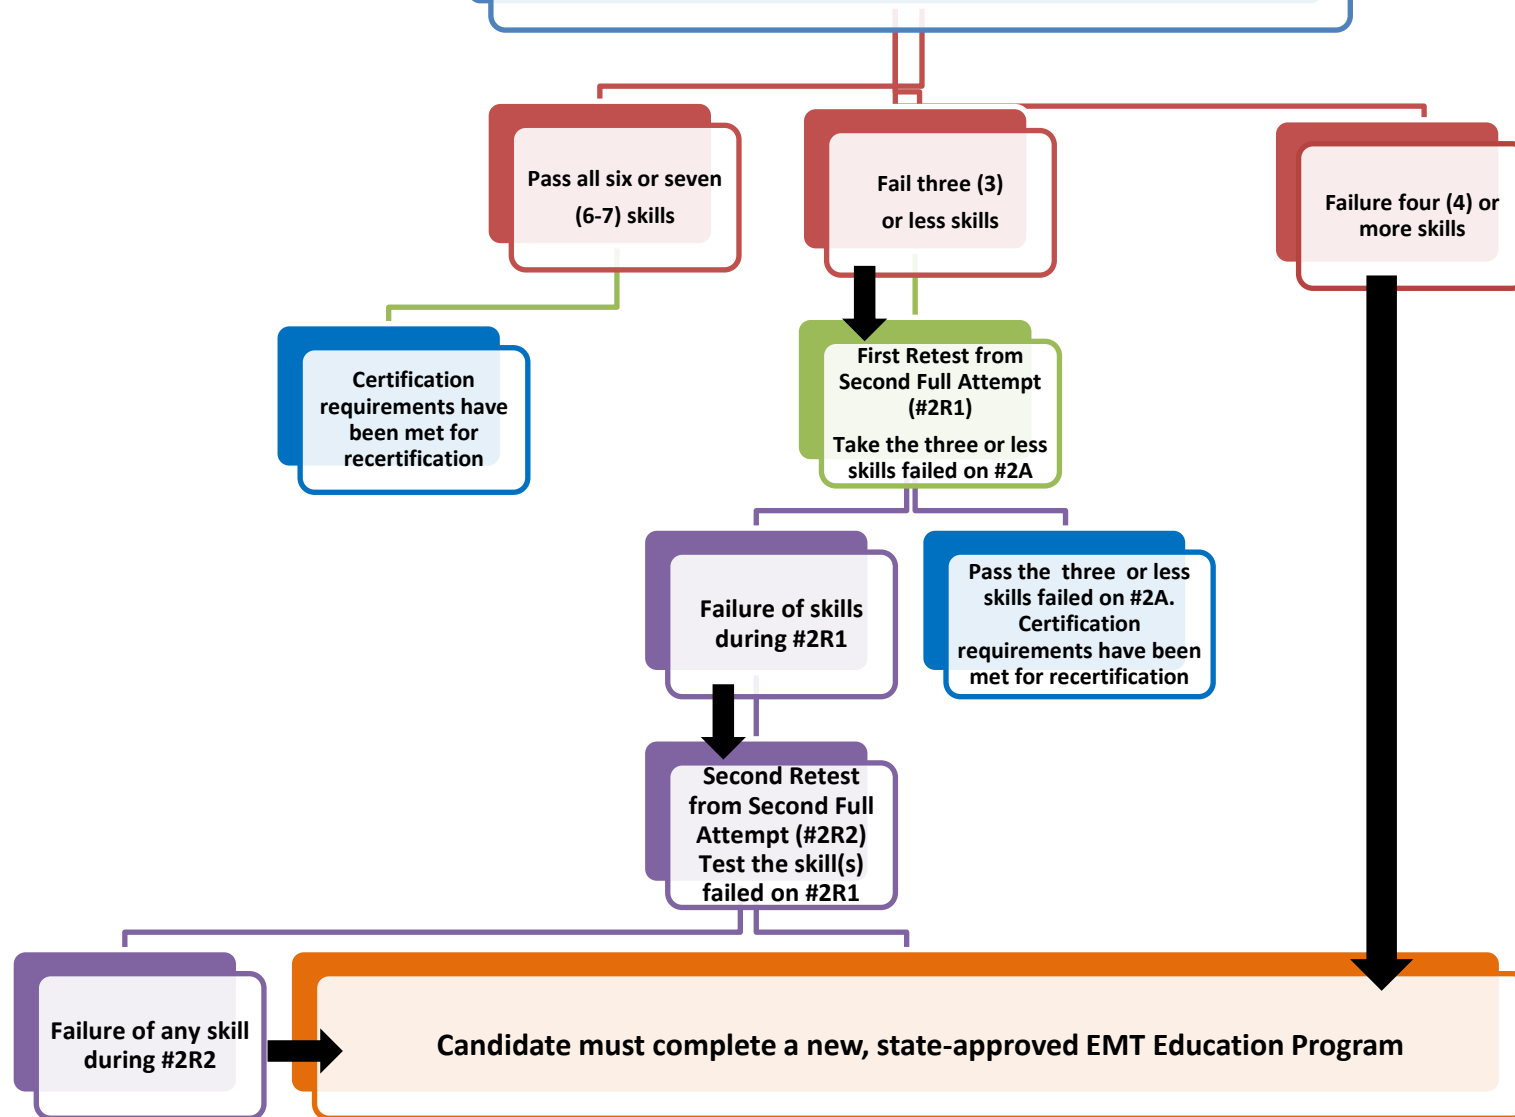 Pass all six or seven
(6-7) skills
Fail three (3)
or less skills
Failure four (4) or
more skills
Certification
requirements have
been met for
recertification
First Retest from
Second Full Attempt
(#2R1)
Take the three or less
skills failed on #2A
Failure of skills
during #2R1
Pass the three or less
skills failed on #2A.
Certification
requirements have been
met for recertification
Second Retest
from Second Full
Attempt (#2R2)
Test the skill(s)
failed on #2R1
Failure of any skill
during #2R2
Candidate must complete a new, state-approved EMT Education Program